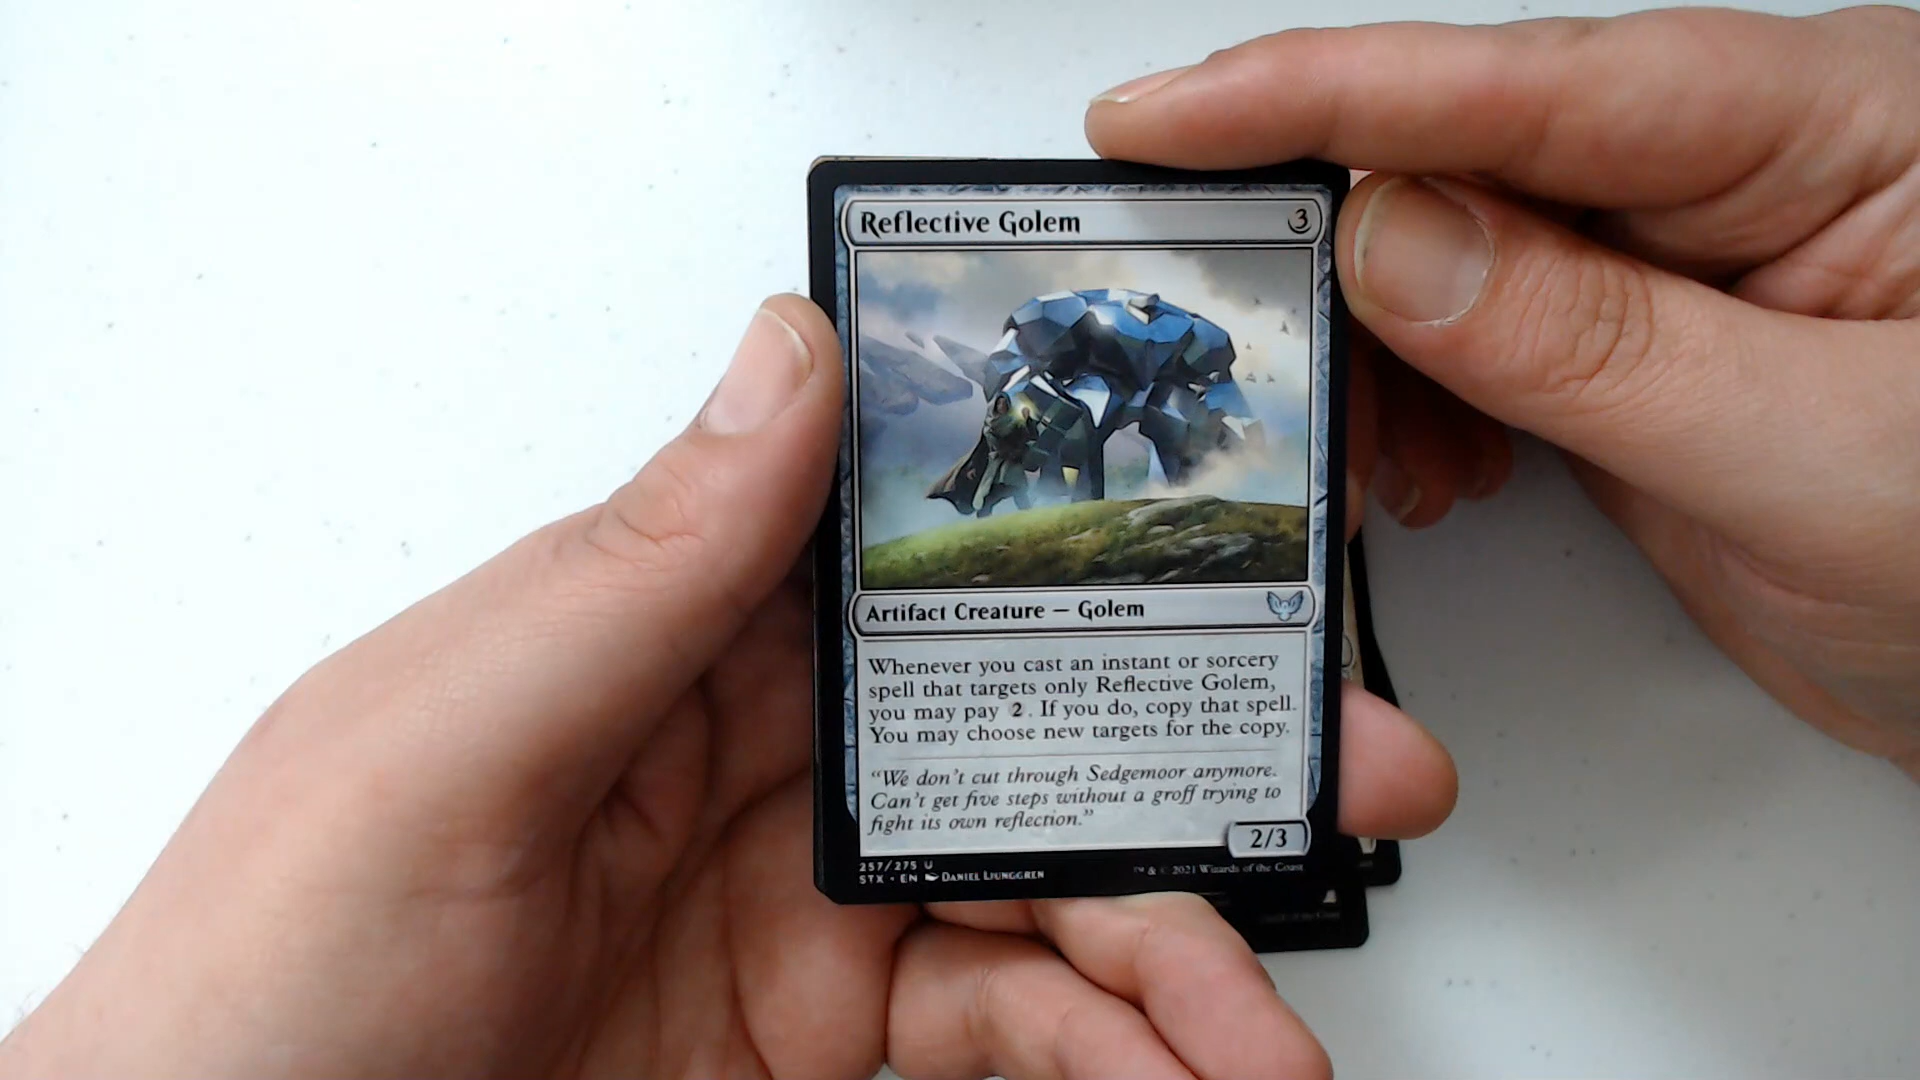 Reflective Golem 3
Artifact Creature — Golem
Whenever you cast an instant or sorcery
spell that targets only Reflective Golem,
you may pay 2. If you do, copy that spell.
You may choose new targets for the copy.
“We don’t cut through Sedgemoor anymore.
Can’t get five steps without a groff trying to
fight its own reflection.”
2/3
257/275 U
STX • EN DANIEL LJUNGGREN
™ & © 2021 Wizards of the Coast